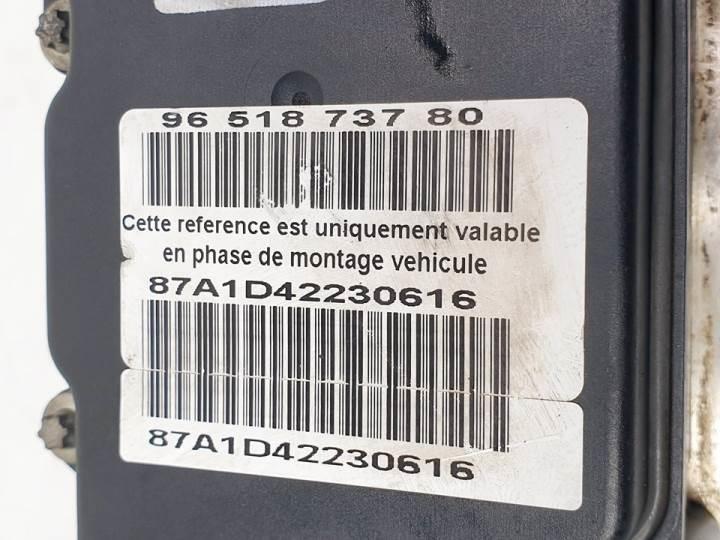 96 518 737 80
Cette reference est uniquement valable
en phase de montage vehicule
87A1D42230616
87A1D42230616